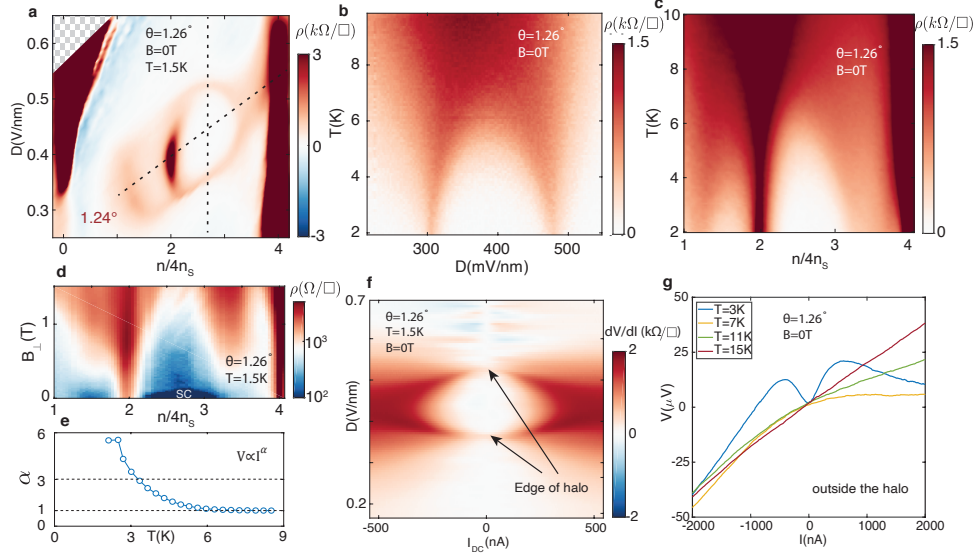 a
ρ(kΩ/□)
θ=1.26°
B=0T
T=1.5K
3
0
-3
0.6
0.5
0.4
0.3
D(V/nm)
1.24°
0 1 2 3 4
n/4n_S
b
ρ(kΩ/□)
θ=1.26°
B=0T
1.5
0
9
8
7
6
5
4
3
2
T(K)
300 400 500
D(mV/nm)
c
ρ(kΩ/□)
θ=1.26°
B=0T
1.5
0
10
8
6
4
2
T(K)
1 2 3 4
n/4n_S
d
ρ(Ω/□)
10³
10²
1
0
B⊥(T)
θ=1.26°
T=1.5K
SC
1 2 3 4
n/4n_S
e
V∝I^α
6
3
1
0
α
0 3 6 9
T(K)
f
θ=1.26°
T=1.5K
B=0T
dV/dI (kΩ/□)
2
0
2
0.7
0.2
D(V/nm)
Edge of halo
-500 0 500
I_DC(nA)
g
T=3K
T=7K
T=11K
T=15K
θ=1.26°
B=0T
50
25
0
-25
-50
V(μV)
outside the halo
-2000 -1000 0 1000 2000
I(nA)